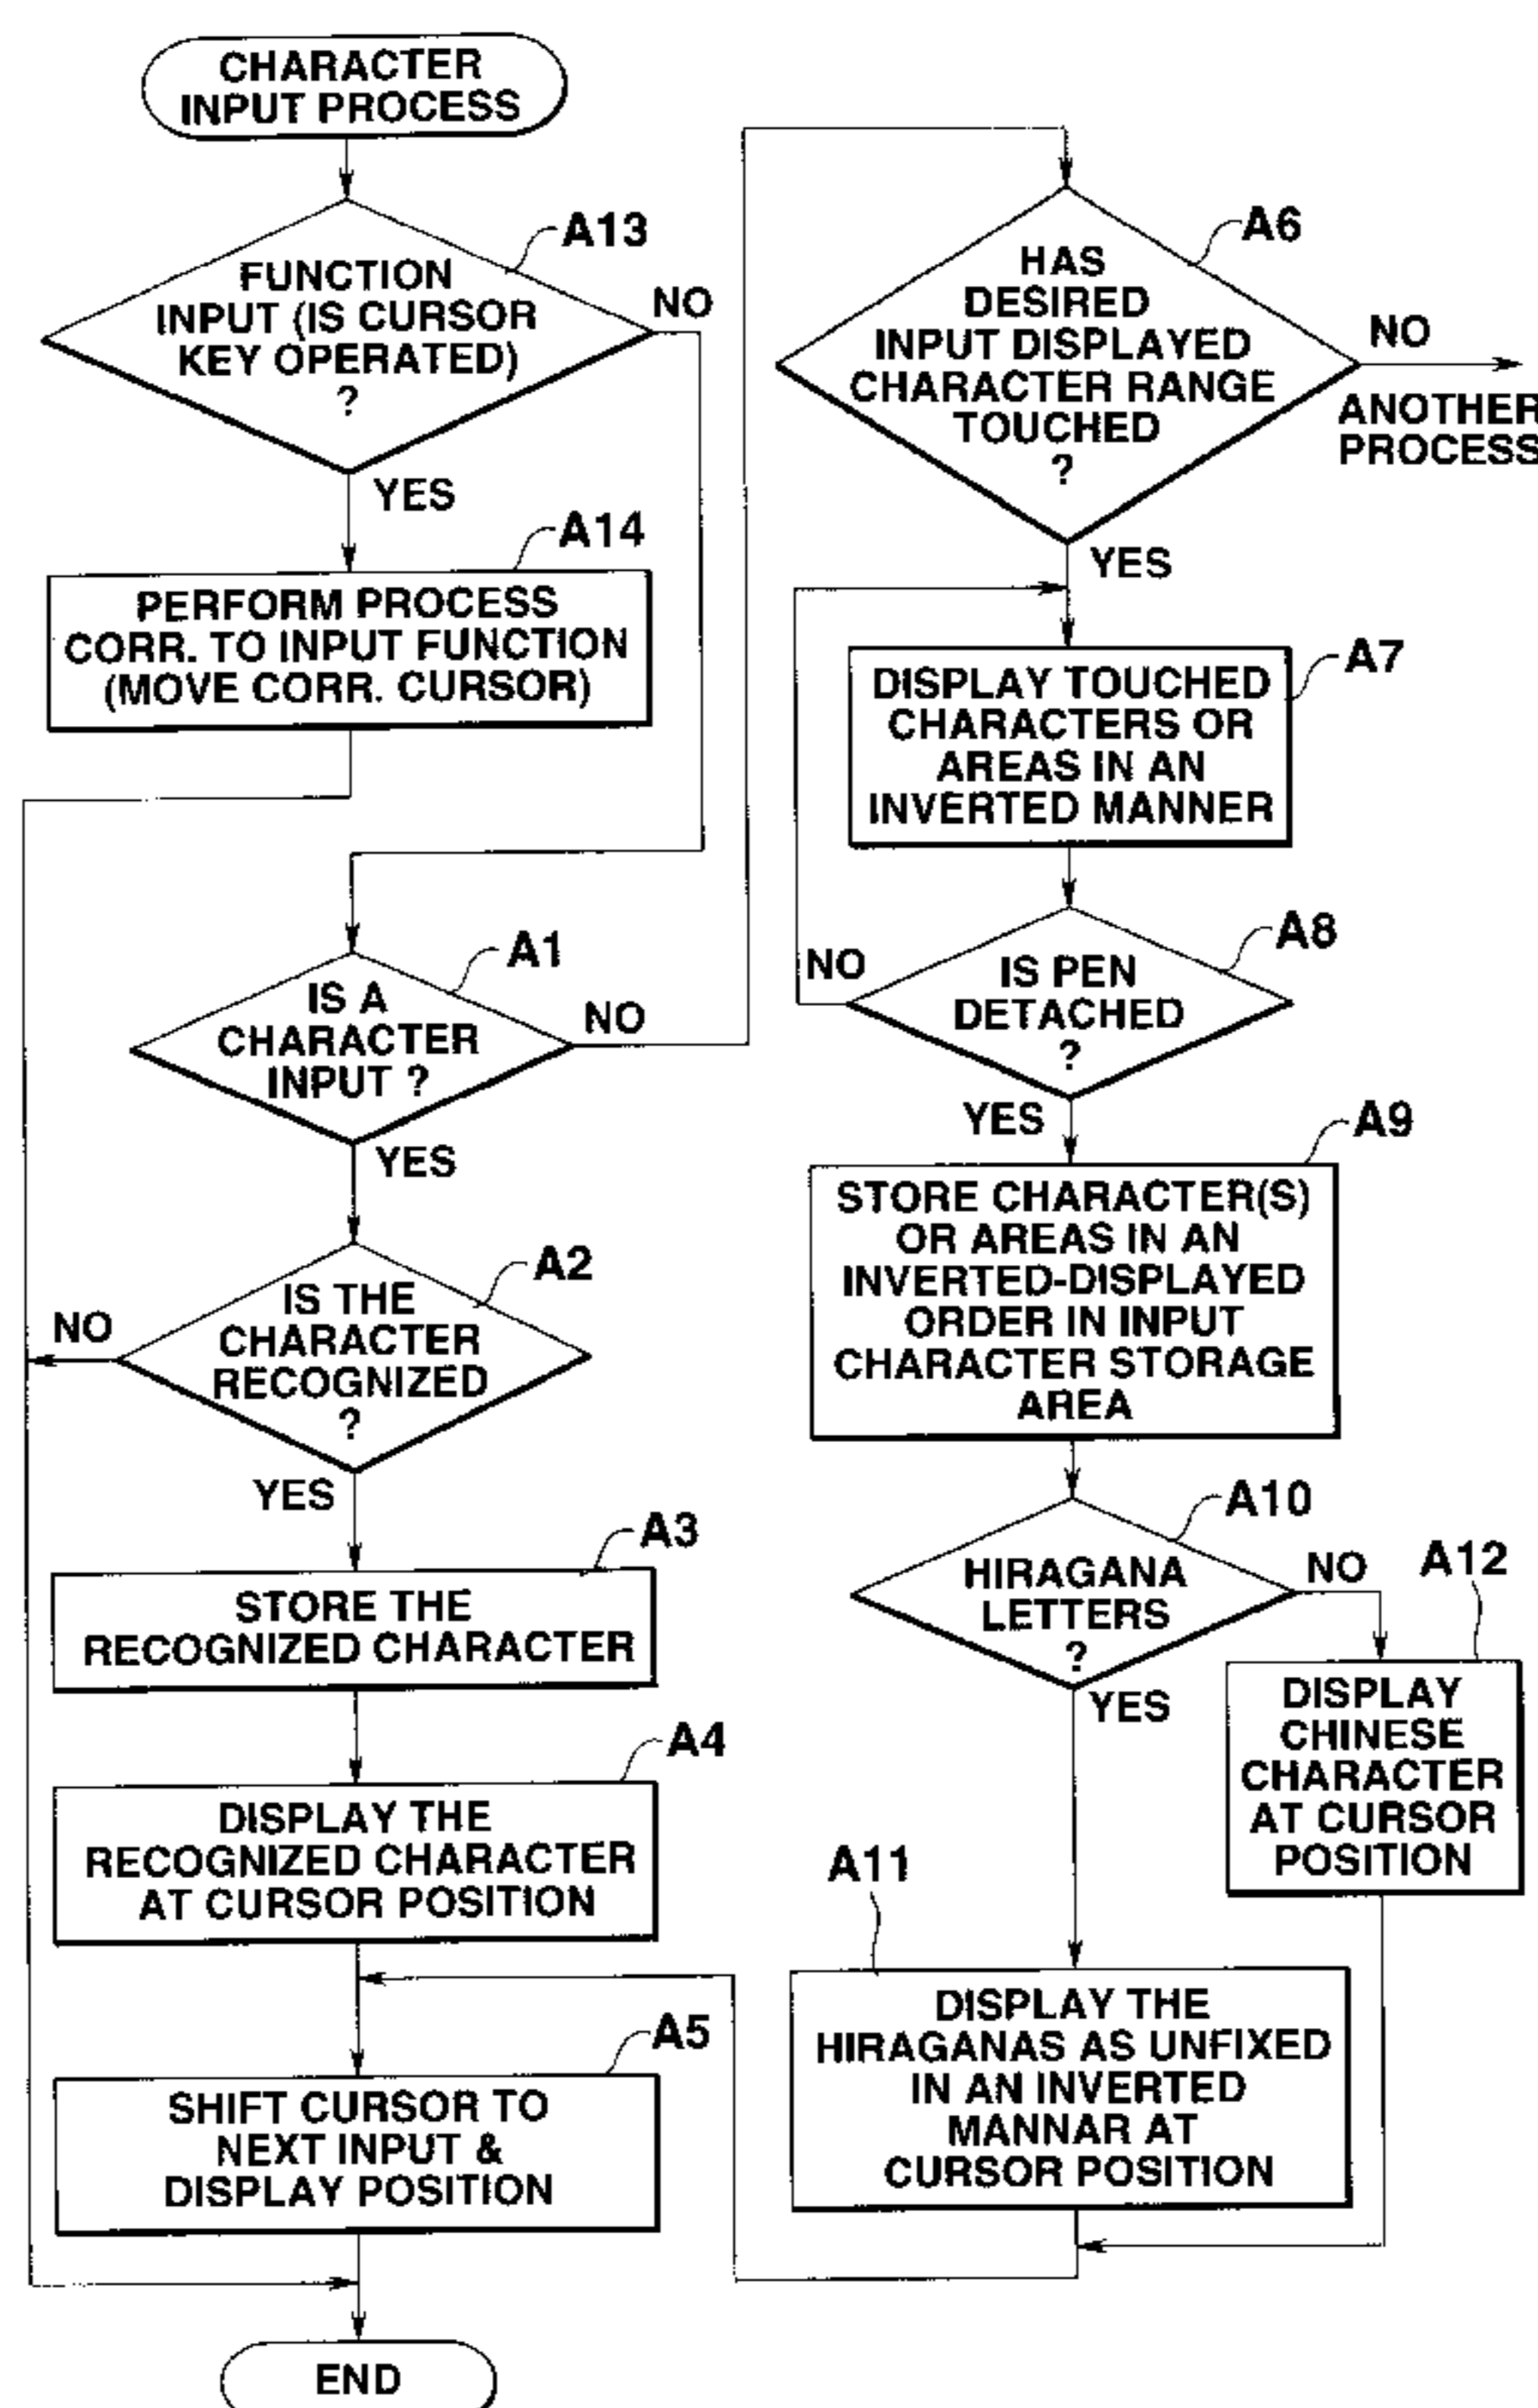 CHARACTER
INPUT PROCESS
A13
FUNCTION
INPUT (IS CURSOR
KEY OPERATED)
?
NO
YES
A14
PERFORM PROCESS
CORR. TO INPUT FUNCTION
(MOVE CORR. CURSOR)
A1
IS A
CHARACTER
INPUT ?
NO
YES
A2
IS THE
CHARACTER
RECOGNIZED
?
NO
YES
A3
STORE THE
RECOGNIZED CHARACTER
A4
DISPLAY THE
RECOGNIZED CHARACTER
AT CURSOR POSITION
A5
SHIFT CURSOR TO
NEXT INPUT &
DISPLAY POSITION
END
A6
HAS
DESIRED
INPUT DISPLAYED
CHARACTER RANGE
TOUCHED
?
NO
ANOTHER
PROCESS
YES
A7
DISPLAY TOUCHED
CHARACTERS OR
AREAS IN AN
INVERTED MANNER
A8
IS PEN
DETACHED
?
NO
YES
A9
STORE CHARACTER(S)
OR AREAS IN AN
INVERTED-DISPLAYED
ORDER IN INPUT
CHARACTER STORAGE
AREA
A10
HIRAGANA
LETTERS
?
NO
YES
A12
DISPLAY
CHINESE
CHARACTER
AT CURSOR
POSITION
A11
DISPLAY THE
HIRAGANAS AS UNFIXED
IN AN INVERTED
MANNAR AT
CURSOR POSITION